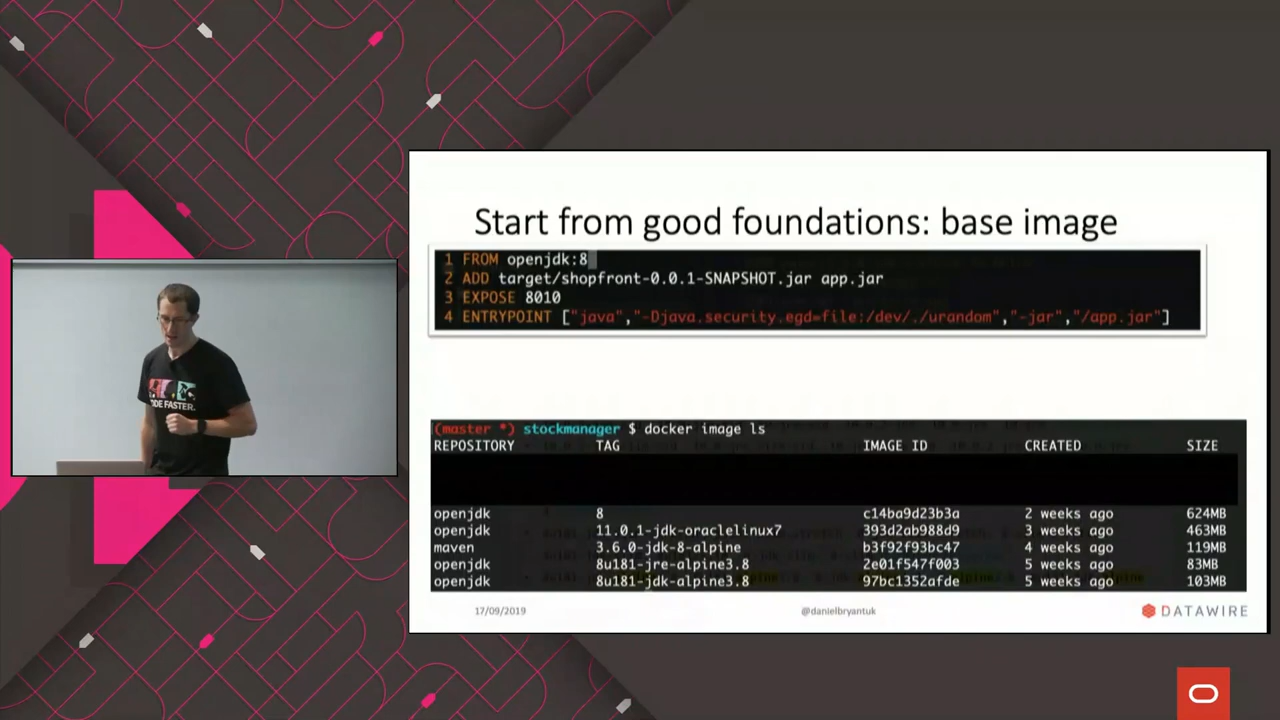 Start from good foundations: base image
1 FROM openjdk:8
2 ADD target/shopfront-0.0.1-SNAPSHOT.jar app.jar
3 EXPOSE 8010
4 ENTRYPOINT ["java","-Djava.security.egd=file:/dev/./urandom","-jar","/app.jar"]
(master *) stockmanager $ docker image ls
REPOSITORY TAG IMAGE ID CREATED SIZE
openjdk 8 c14ba9d23b3a 2 weeks ago 624MB
openjdk 11.0.1-jdk-oraclelinux7 393d2ab988d9 3 weeks ago 463MB
maven 3.6.0-jdk-8-alpine b3f92f93bc47 4 weeks ago 119MB
openjdk 8u181-jre-alpine3.8 2e01f547f003 5 weeks ago 83MB
openjdk 8u181-jdk-alpine3.8 97bc1352afde 5 weeks ago 103MB
17/09/2019 @danielbryantuk DATAWIRE
FASTER.